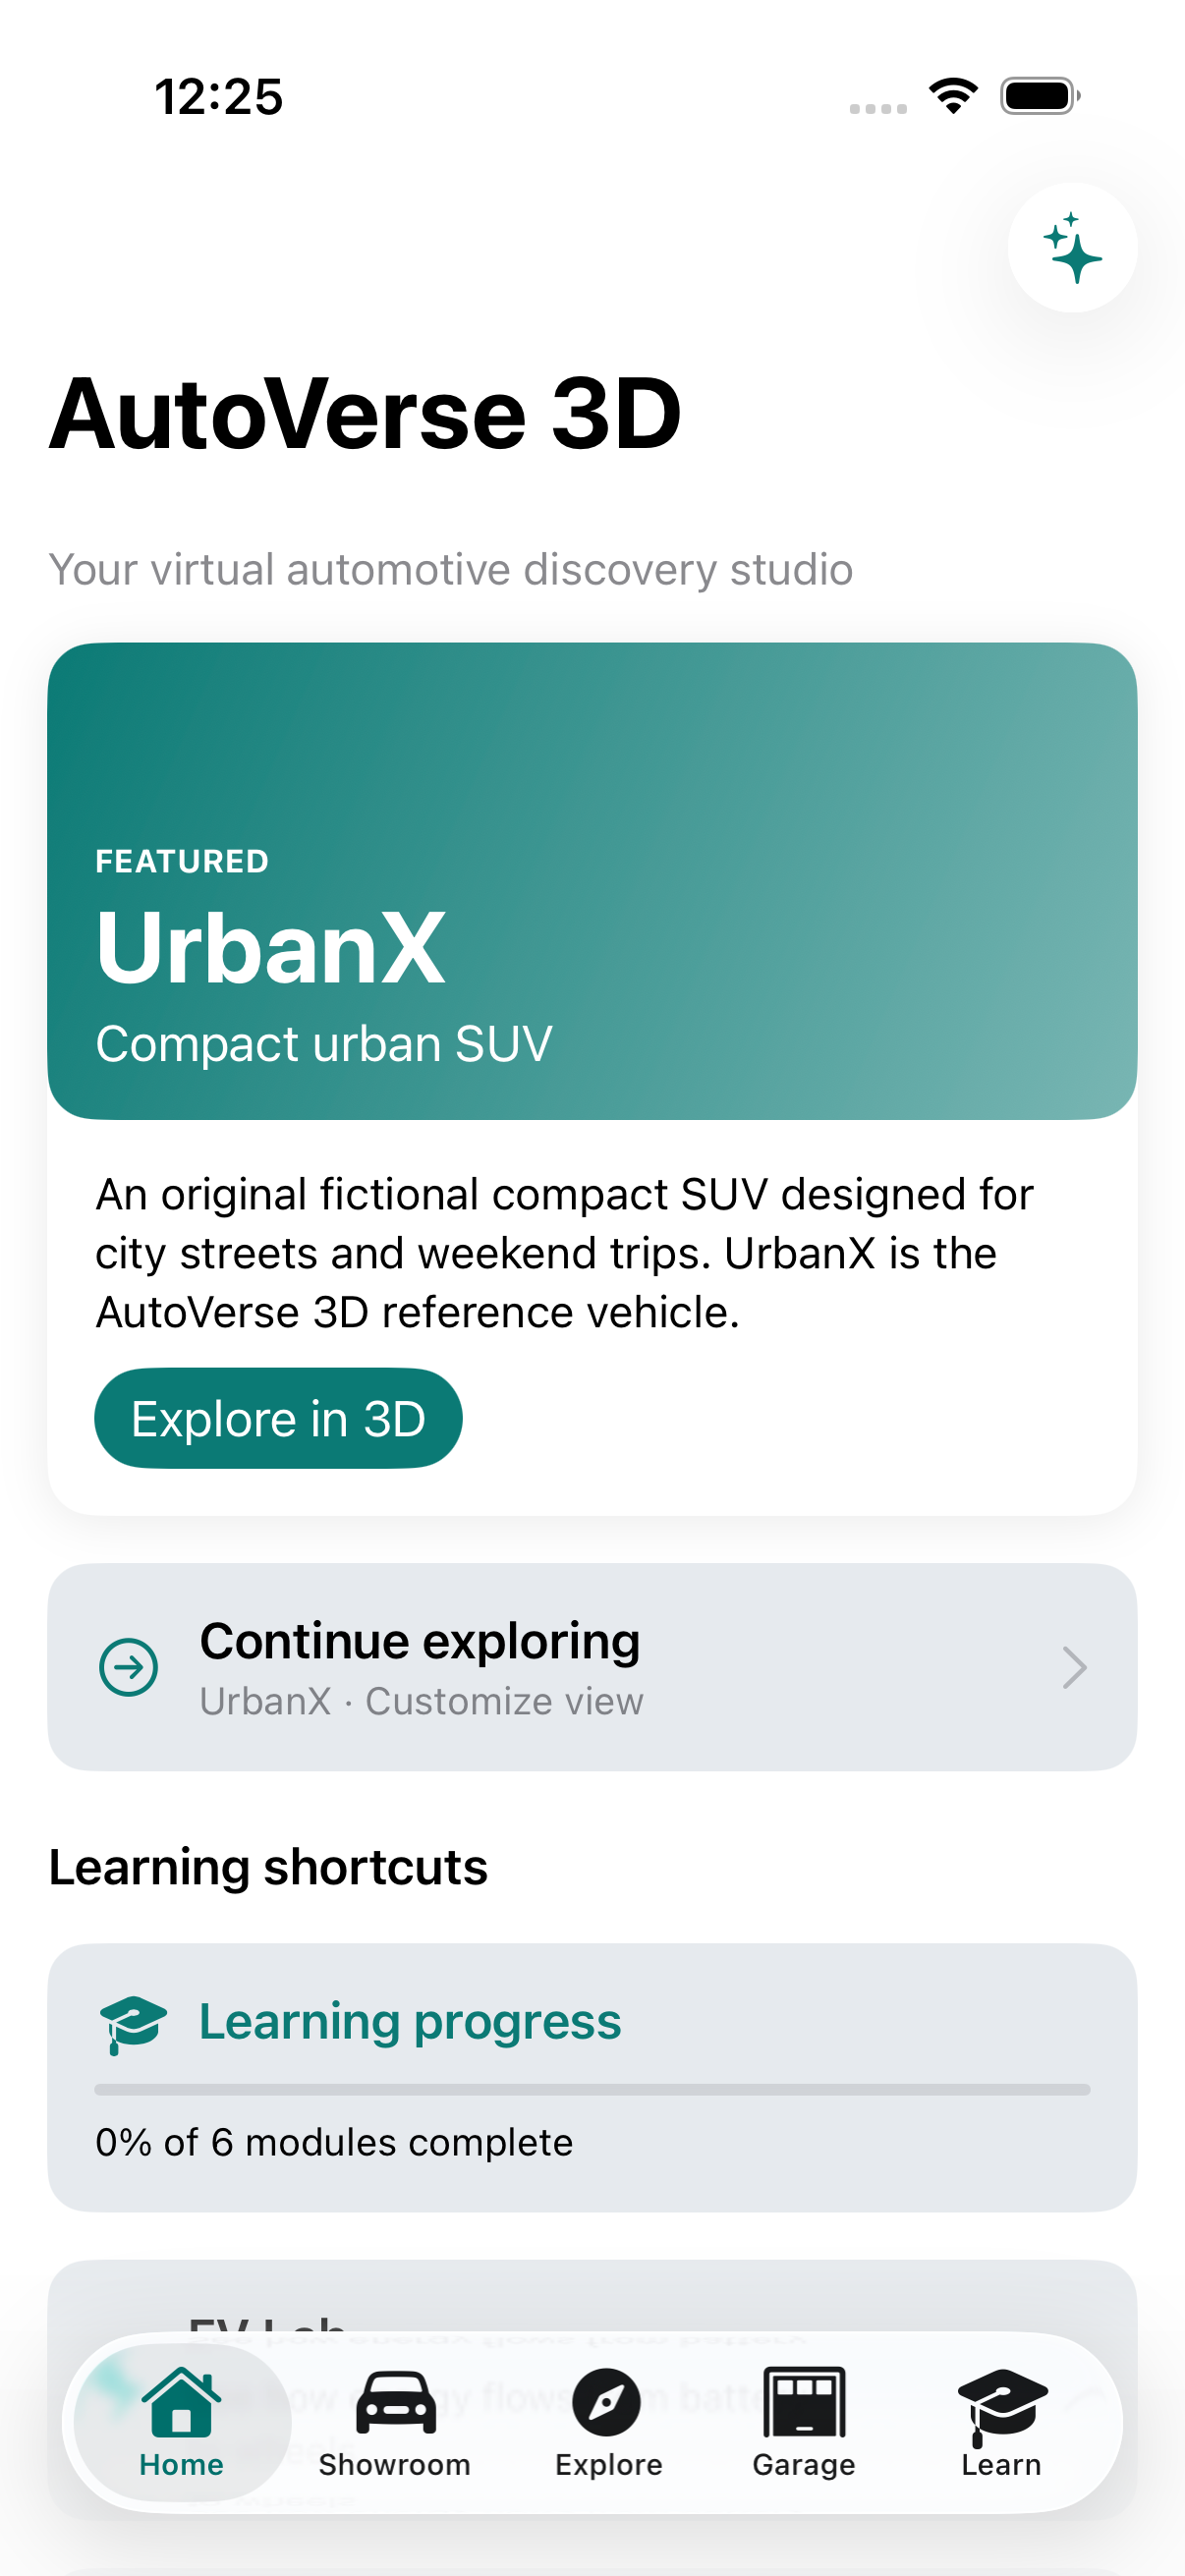 12:25
AutoVerse 3D
Your virtual automotive discovery studio
FEATURED
UrbanX
Compact urban SUV
An original fictional compact SUV designed for
city streets and weekend trips. UrbanX is the
AutoVerse 3D reference vehicle.
Explore in 3D
Continue exploring
UrbanX · Customize view
Learning shortcuts
Learning progress
0% of 6 modules complete
EV Lab
Home
Showroom
Explore
Garage
Learn